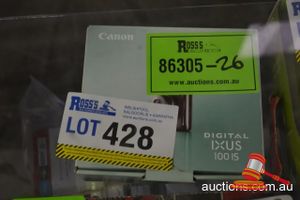 Canon
ROSS'S
86305-26
www.auctions.com.au
ROSS'S
LOT 428
DIGITAL
IXUS
100 IS
auctions.com.au